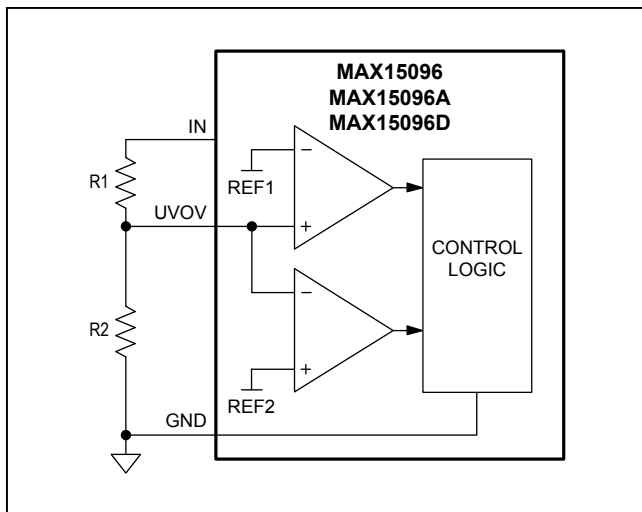 MAX15096
MAX15096A
MAX15096D
IN
−
REF1
R1
UVOV
+
CONTROL
LOGIC
−
R2
+
REF2
GND